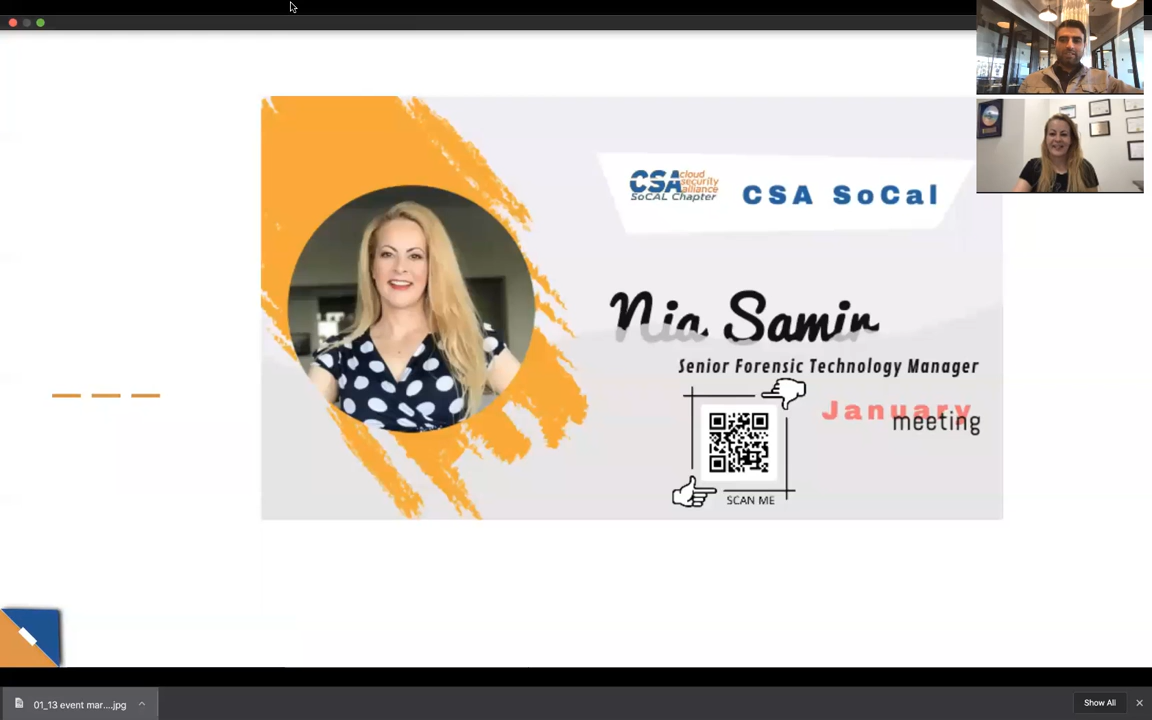 CSA cloud
security
alliance
SoCAL Chapter
CSA SoCal
Nia Samir
Senior Forensic Technology Manager
January
meeting
SCAN ME
01_13 event mar....jpg
Show All